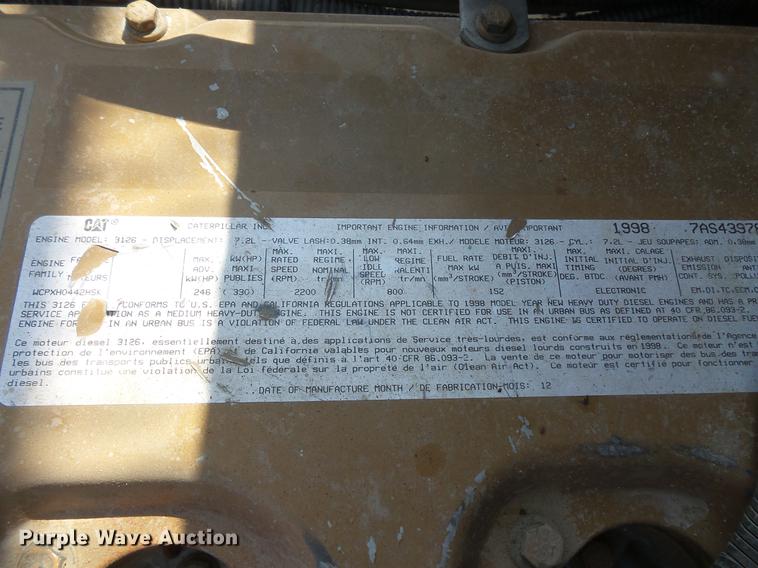 CAT® CATERPILLAR INC. IMPORTANT ENGINE INFORMATION / AVIS IMPORTANT 1998 7AS43978
ENGINE MODEL: 3126 - DISPLACEMENT: 7.2L - VALVE LASH:0.38mm INT. 0.64mm EXH./ MODELE MOTEUR: 3126 - CYL.: 7.2L - JEU SOUPAPES: ADM. 0.38mm
ENGINE FAMILY
FAMILLE MOTEURS
MAX. ADV. kW(HP)
MAXI. kW(HP) PUBLIES
MAX. RATED SPEED (RPM)
MAXI. REGIME NOMINAL tr/mn
MAX. LOW IDLE SPEED (RPM)
MAXI. REGIME RALENTI tr/mn
FUEL RATE MAX kW (mm³/STROKE)
MAXI. DEBIT D'INJ. A PUIS. MAXI (mm³/STROKE) (PISTON)
MAX. INITIAL TIMING DEG. BTDC
MAXI. CALAGE INITIAL D'INJ. (DEGRES) (AVANT PMH)
EXHAUST
EMISSION
CONT. SYS.
WCPXH0442HSK 246 ( 330) 2200 800 152 ELECTRONIC EM.DI.TC.ECM.
THIS 3126 CONFORMS TO U.S. EPA AND CALIFORNIA REGULATIONS APPLICABLE TO 1998 MODEL YEAR NEW HEAVY DUTY DIESEL ENGINES AND HAS A
SERVICE APPLICATION AS A MEDIUM HEAVY-DUTY ENGINE. THIS ENGINE IS NOT CERTIFIED FOR USE IN AN URBAN BUS AS DEFINED AT 40 CFR 86.093-2.
ENGINE FOR USE IN AN URBAN BUS IS A VIOLATION OF FEDERAL LAW UNDER THE CLEAN AIR ACT. THIS ENGINE IS CERTIFIED TO OPERATE ON DIESEL
Ce moteur diesel 3126, essentiellement destiné à des applications de Service très-lourdes, est conforme aux réglementations de l'Agence
protection de l'environnement (EPA) de Californie valables pour nouveaux moteurs diesel lourds construits en 1998.. Ce moteur n'est
les bus des transports publics urbains tels que définis à l'art 40-CFR 86.093-2. La vente de ce moteur pour motoriser des bus des
urbains constitue une violation de la Loi fédérale sur la propreté de l'air (Clean Air Act). Ce moteur est certifié pour fonctionner
diesel.
DATE OF MANUFACTURE MONTH / DE FABRICATION-MOIS: 12
Purple Wave Auction